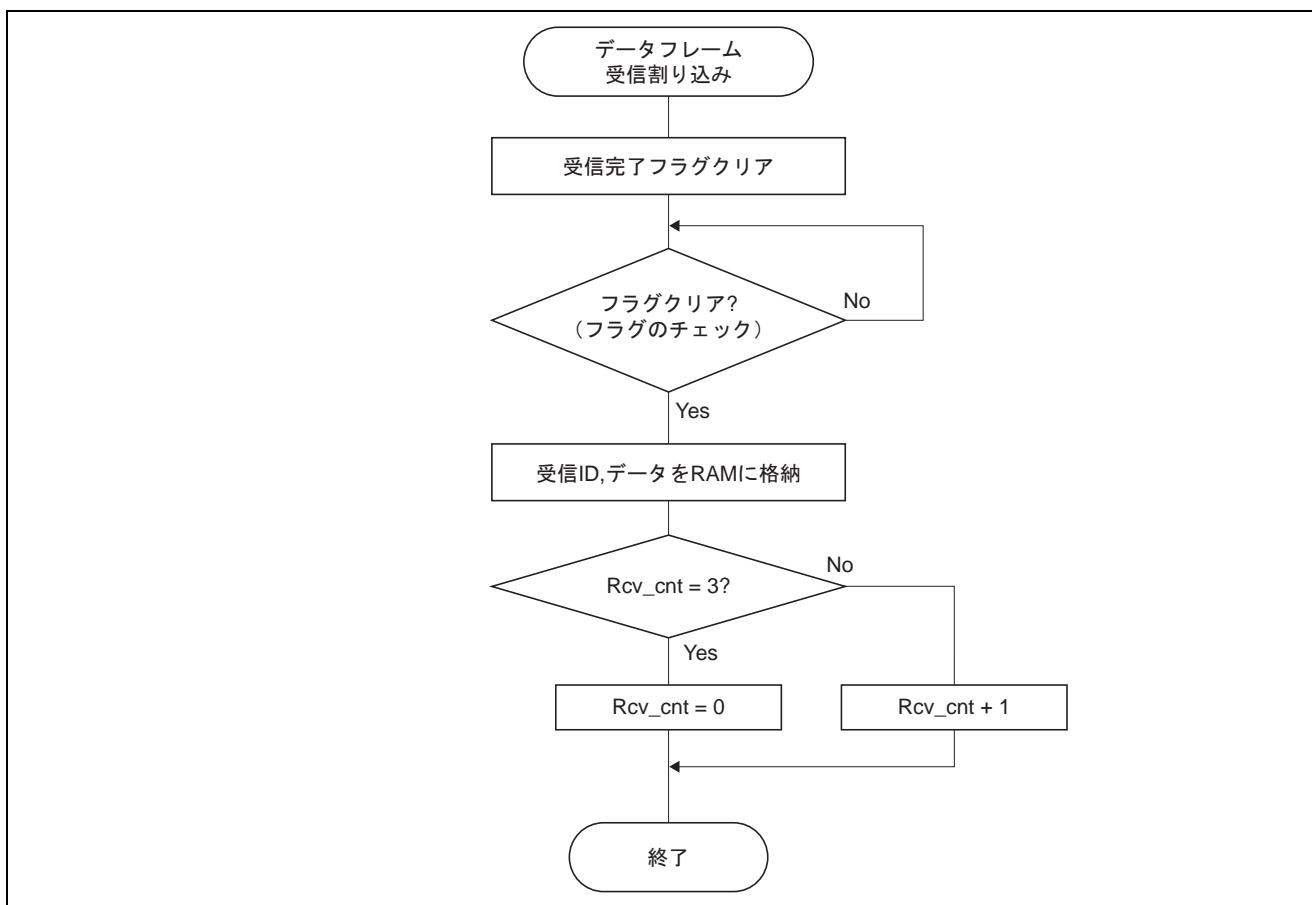 データフレーム
受信割り込み
受信完了フラグクリア
フラグクリア?
（フラグのチェック）
No
Yes
受信ID,データをRAMに格納
Rcv_cnt = 3?
No
Yes
Rcv_cnt = 0
Rcv_cnt + 1
終了